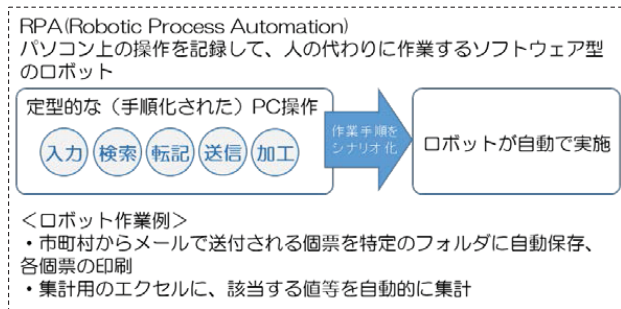 RPA(Robotic Process Automation)
パソコン上の操作を記録して、人の代わりに作業するソフトウェア型
のロボット
定型的な（手順化された）PC操作
入力 検索 転記 送信 加工
作業手順を
シナリオ化
ロボットが自動で実施
＜ロボット作業例＞
・市町村からメールで送付される個票を特定のフォルダに自動保存、
各個票の印刷
・集計用のエクセルに、該当する値等を自動的に集計